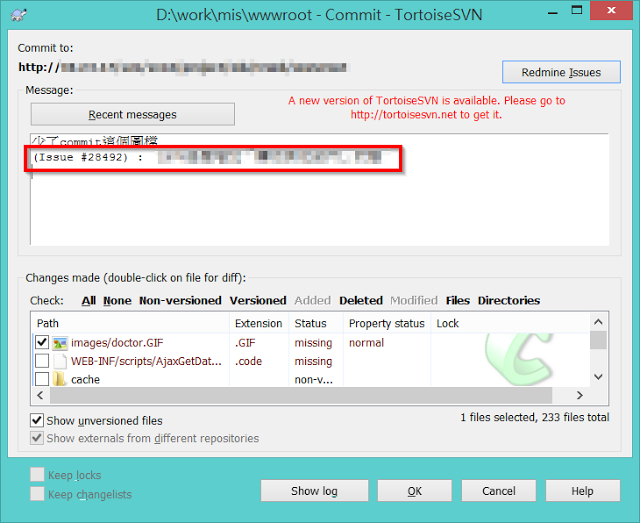 D:\work\mis\wwwroot - Commit - TortoiseSVN
Commit to:
http://
Redmine Issues
Message:
Recent messages
A new version of TortoiseSVN is available. Please go to
http://tortoisesvn.net to get it.
少了commit這個圖檔
(Issue #28492) :
Changes made (double-click on file for diff):
Check: All None Non-versioned Versioned Added Deleted Modified Files Directories
Path Extension Status Property status Lock
images/doctor.GIF .GIF missing normal
WEB-INF/scripts/AjaxGetDat... .code missing
cache non-v...
Show unversioned files
1 files selected, 233 files total
Show externals from different repositories
Keep locks
Keep changelists
Show log OK Cancel Help